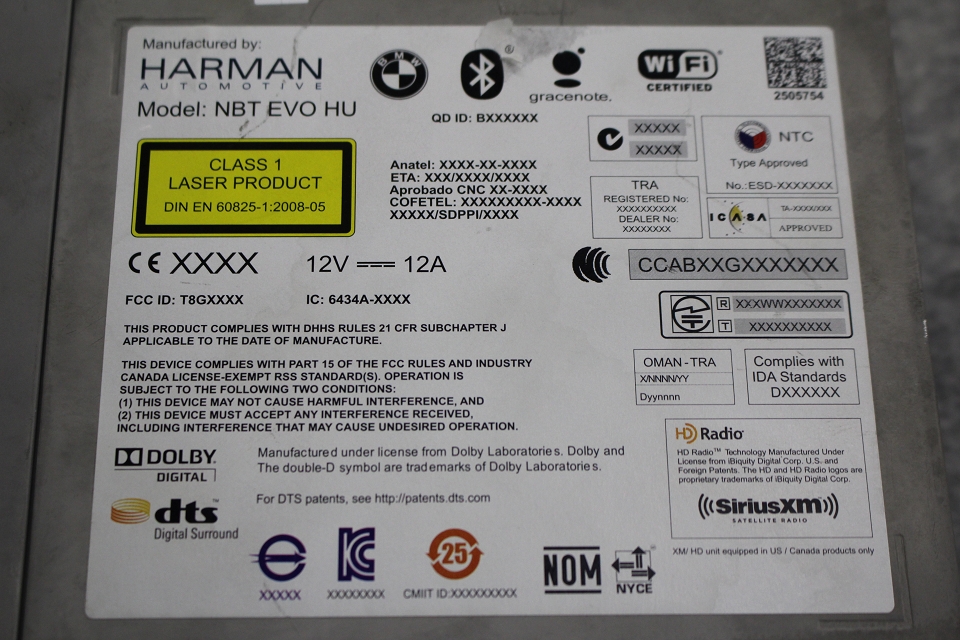 Manufactured by:
HARMAN
AUTOMOTIVE
Model: NBT EVO HU
BMW
gracenote.
QD ID: BXXXXXX
Wi Fi
CERTIFIED
2505754
CLASS 1
LASER PRODUCT
DIN EN 60825-1:2008-05
Anatel: XXXX-XX-XXXX
ETA: XXX/XXXX/XXXX
Aprobado CNC XX-XXXX
COFETEL: XXXXXXXXX-XXXX
XXXXX/SDPPI/XXXX
XXXXX
XXXXX
NTC
Type Approved
No.:ESD-XXXXXXX
TRA
REGISTERED No:
XXXXXXXXXX
DEALER No:
XXXXXXXX
ICASA
TA-XXXX/XXX
APPROVED
CE XXXX
12V 12A
CCABXXGXXXXXXX
FCC ID: T8GXXXX
IC: 6434A-XXXX
R XXXWWXXXXXXX
T XXXXXXXXXX
THIS PRODUCT COMPLIES WITH DHHS RULES 21 CFR SUBCHAPTER J
APPLICABLE TO THE DATE OF MANUFACTURE.
THIS DEVICE COMPLIES WITH PART 15 OF THE FCC RULES AND INDUSTRY
CANADA LICENSE-EXEMPT RSS STANDARD(S). OPERATION IS
SUBJECT TO THE FOLLOWING TWO CONDITIONS:
(1) THIS DEVICE MAY NOT CAUSE HARMFUL INTERFERENCE, AND
(2) THIS DEVICE MUST ACCEPT ANY INTERFERENCE RECEIVED,
INCLUDING INTERFERENCE THAT MAY CAUSE UNDESIRED OPERATION.
OMAN-TRA
X/NNNN/YY
Dyynnnn
Complies with
IDA Standards
DXXXXXX
DOLBY
DIGITAL
Manufactured under license from Dolby Laboratories. Dolby and
The double-D symbol are trademarks of Dolby Laboratories.
dts™
Digital Surround
For DTS patents, see http://patents.dts.com
HD Radio
HD Radio™ Technology Manufactured Under
License from iBiquity Digital Corp. U.S. and
Foreign Patents. The HD and HD Radio logos are
proprietary trademarks of iBiquity Digital Corp.
((SiriusXM))
SATELLITE RADIO
XM/ HD unit equipped in US / Canada products only
XXXXX
XXXXXXXX
25
CMIIT ID:XXXXXXXXX
NOM
NYCE